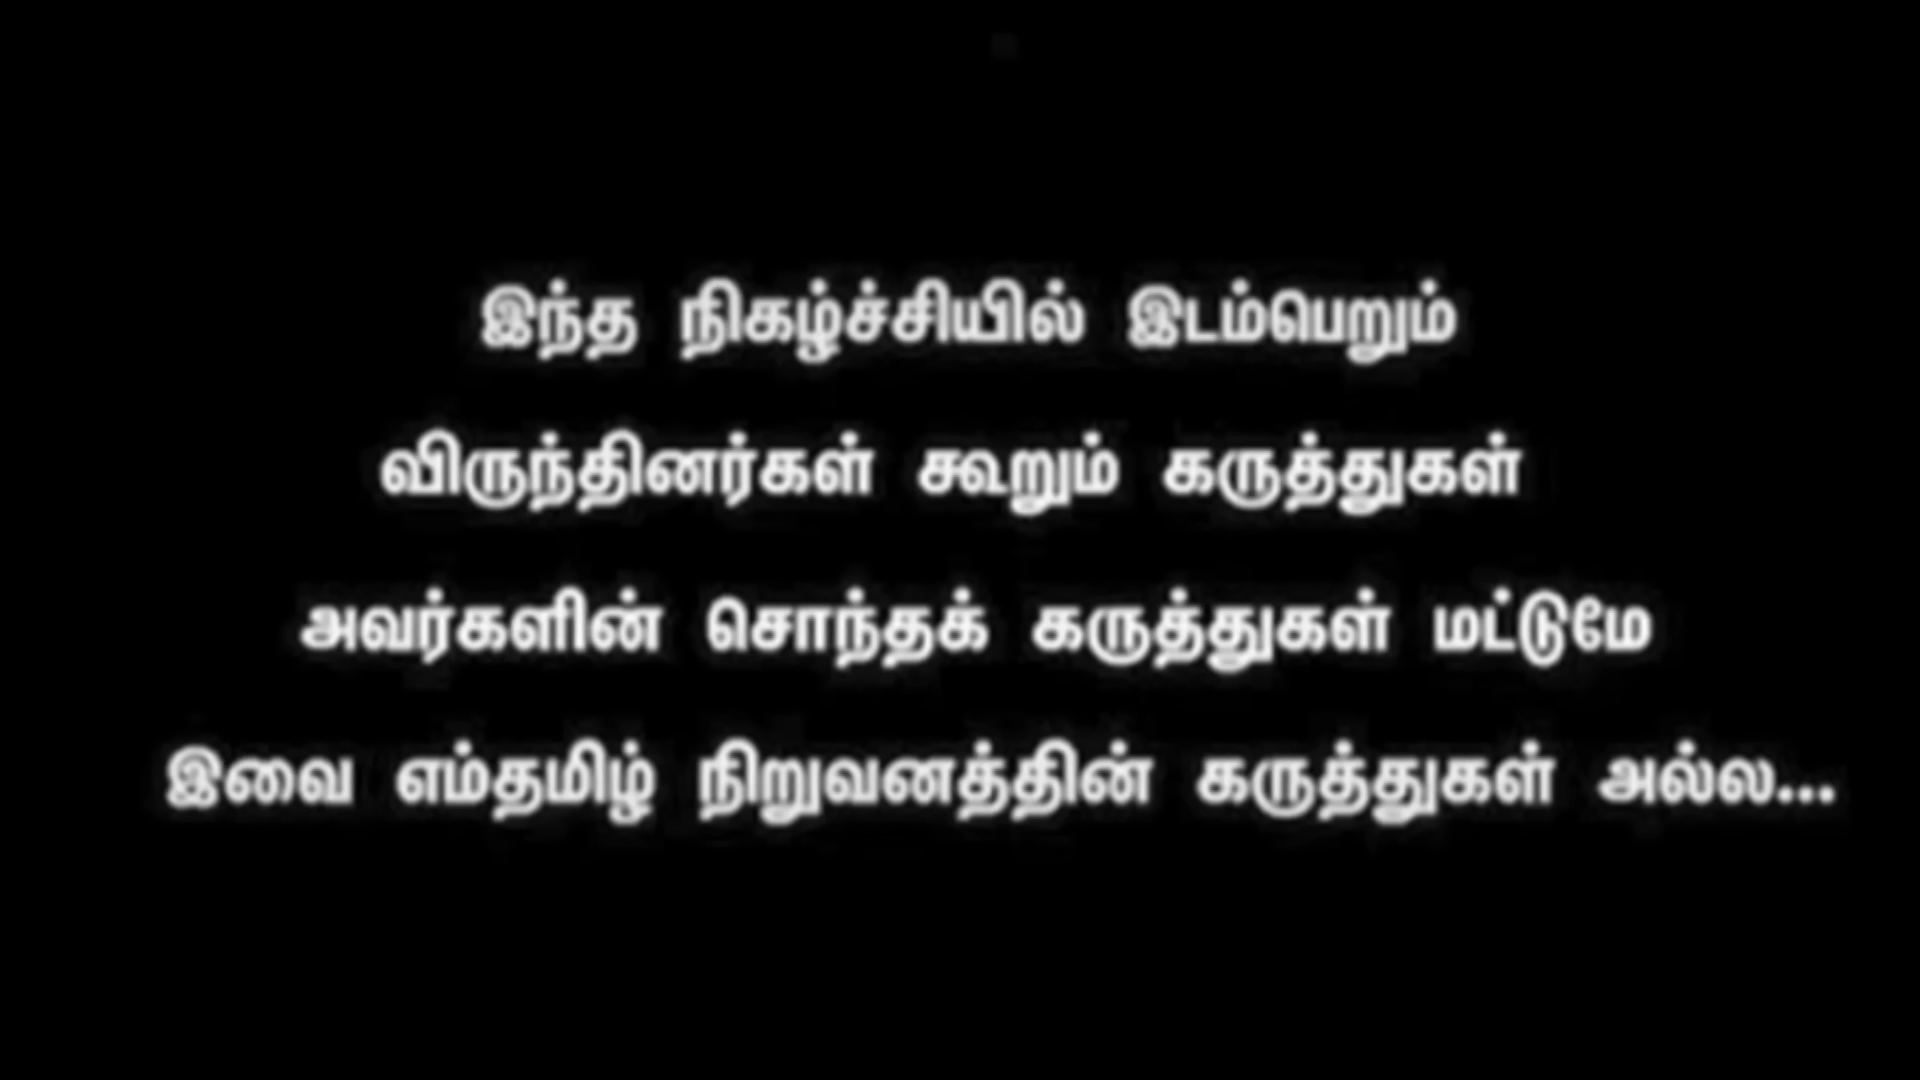 இந்த நிகழ்ச்சியில் இடம்பெறும்
விருந்தினர்கள் கூறும் கருத்துகள்
அவர்களின் சொந்தக் கருத்துகள் மட்டுமே
இவை எம்தமிழ் நிறுவனத்தின் கருத்துகள் அல்ல...